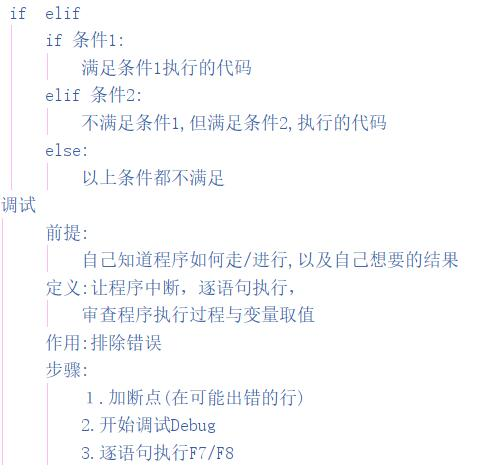 if  elif
if 条件1:
满足条件1执行的代码
elif 条件2:
不满足条件1,但满足条件2,执行的代码
else:
以上条件都不满足
调试
前提:
自己知道程序如何走/进行,以及自己想要的结果
定义:让程序中断，逐语句执行，
审查程序执行过程与变量取值
作用:排除错误
步骤:
1.加断点(在可能出错的行)
2.开始调试Debug
3.逐语句执行F7/F8